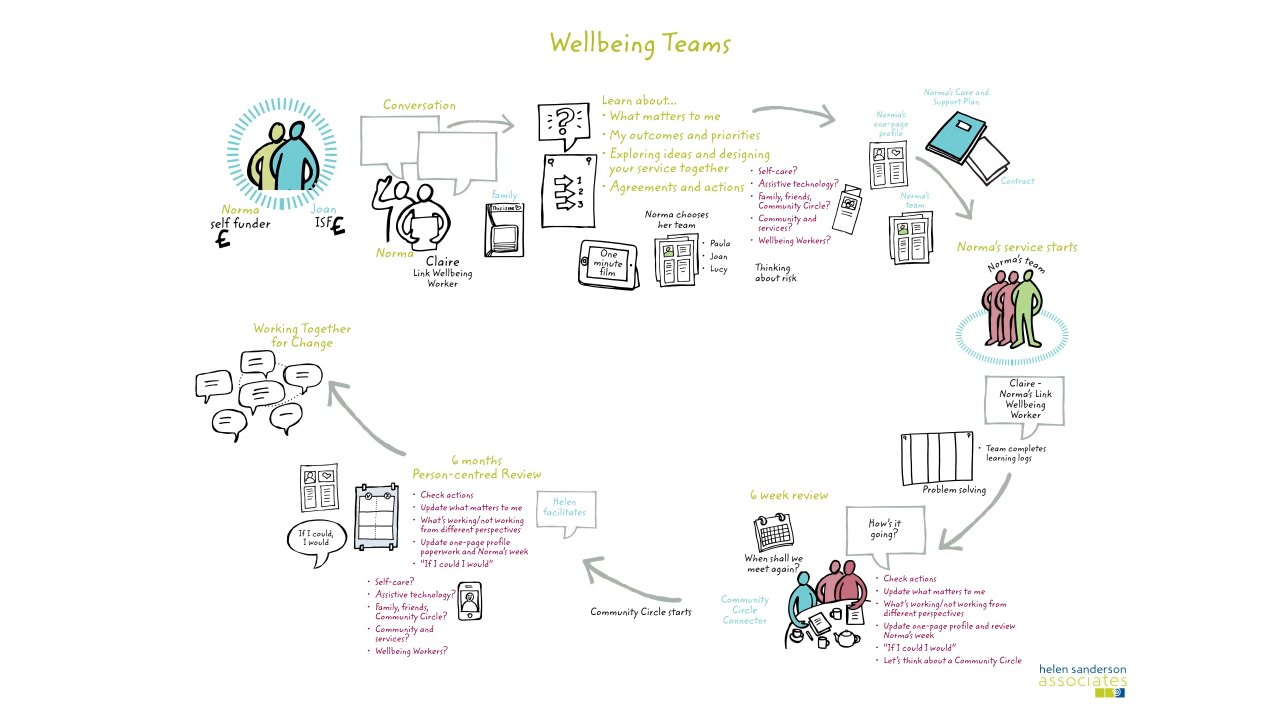 Wellbeing Teams
Norma
self funder
£
Joan
ISF£
Conversation
Norma
Claire
Link Wellbeing
Worker
Family
This is me
?
1
2
3
Learn about...
• What matters to me
• My outcomes and priorities
• Exploring ideas and designing
your service together
• Agreements and actions
One
minute
film
Norma chooses
her team
• Paula
• Joan
• Lucy
• Self-care?
• Assistive technology?
• Family, friends,
Community Circle?
• Community and
services?
• Wellbeing Workers?
Thinking
about risk
Norma's
one-page
profile
Norma's Care and
Support Plan
Contract
Norma's
team
Norma's service starts
Norma's team
Claire -
Norma's Link
Wellbeing
Worker
• Team completes
learning logs
Problem solving
6 week review
How's it
going?
When shall we
meet again?
Community
Circle
Connector
• Check actions
• Update what matters to me
• What's working/not working from
different perspectives
• Update one-page profile and review
Norma's week
• "If I could I would"
• Let's think about a Community Circle
Community Circle starts
6 months
Person-centred Review
• Check actions
• Update what matters to me
• What's working/not working
from different perspectives
• Update one-page profile
paperwork and Norma's week
• "If I could I would"
Helen
facilitates
If I could,
I would
• Self-care?
• Assistive technology?
• Family, friends,
Community Circle?
• Community and
services?
• Wellbeing Workers?
Working Together
for Change
helen sanderson
associates